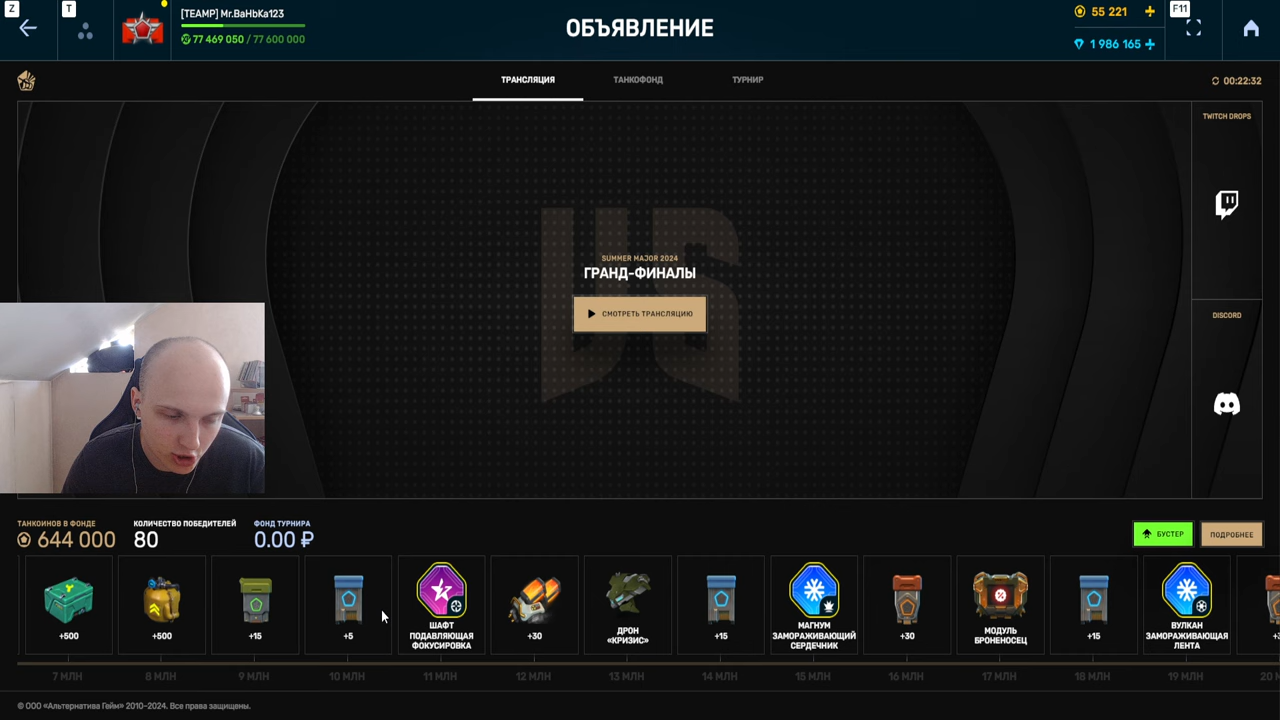 Z
T
[TEAMP] Mr.BaHbKa123
77 469 050 / 77 600 000
ОБЪЯВЛЕНИЕ
55 221
1 986 165
F11
ТРАНСЛЯЦИЯ
ТАНКОФОНД
ТУРНИР
00:22:32
TWITCH DROPS
SUMMER MAJOR 2024
ГРАНД-ФИНАЛЫ
СМОТРЕТЬ ТРАНСЛЯЦИЮ
DISCORD
ТАНКОИНОВ В ФОНДЕ
644 000
КОЛИЧЕСТВО ПОБЕДИТЕЛЕЙ
80
ФОНД ТУРНИРА
0.00 ₽
БУСТЕР
ПОДРОБНЕЕ
+500
+500
+15
+5
ШАФТ
ПОДАВЛЯЮЩАЯ
ФОКУСИРОВКА
+30
ДРОН
«КРИЗИС»
+15
МАГНУМ
ЗАМОРАЖИВАЮЩИЙ
СЕРДЕЧНИК
+30
МОДУЛЬ
БРОНЕНОСЕЦ
+15
ВУЛКАН
ЗАМОРАЖИВАЮЩАЯ
ЛЕНТА
7 МЛН
8 МЛН
9 МЛН
10 МЛН
11 МЛН
12 МЛН
13 МЛН
14 МЛН
15 МЛН
16 МЛН
17 МЛН
18 МЛН
19 МЛН
20
© ООО «Альтернатива Гейм» 2010-2024. Все права защищены.